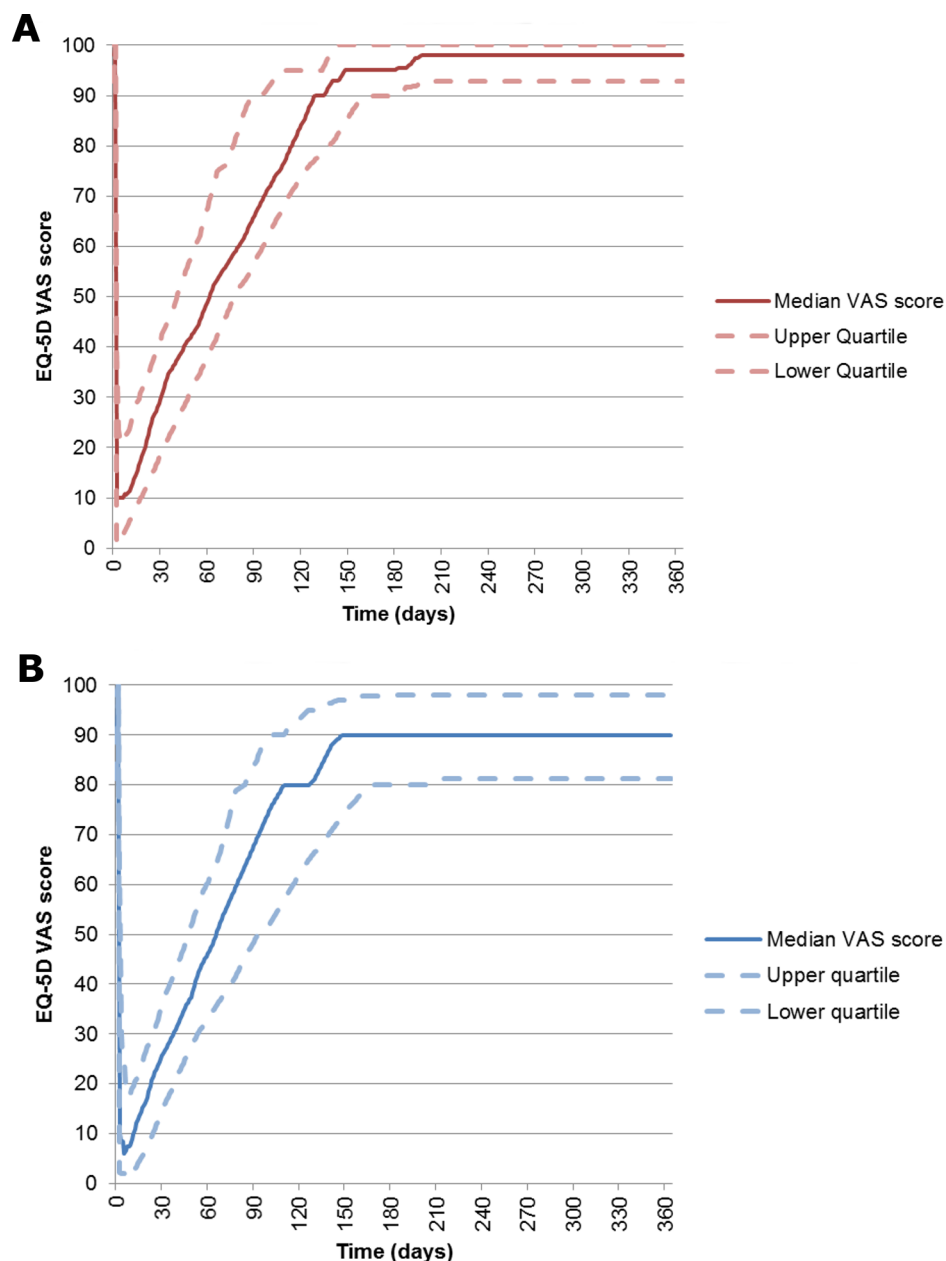 A
100
90
80
70
60
50
40
30
20
10
0
EQ-5D VAS score
0 30 60 90 120 150 180 210 240 270 300 330 360
Time (days)
Median VAS score
Upper Quartile
Lower Quartile
B
100
90
80
70
60
50
40
30
20
10
0
EQ-5D VAS score
0 30 60 90 120 150 180 210 240 270 300 330 360
Time (days)
Median VAS score
Upper quartile
Lower quartile